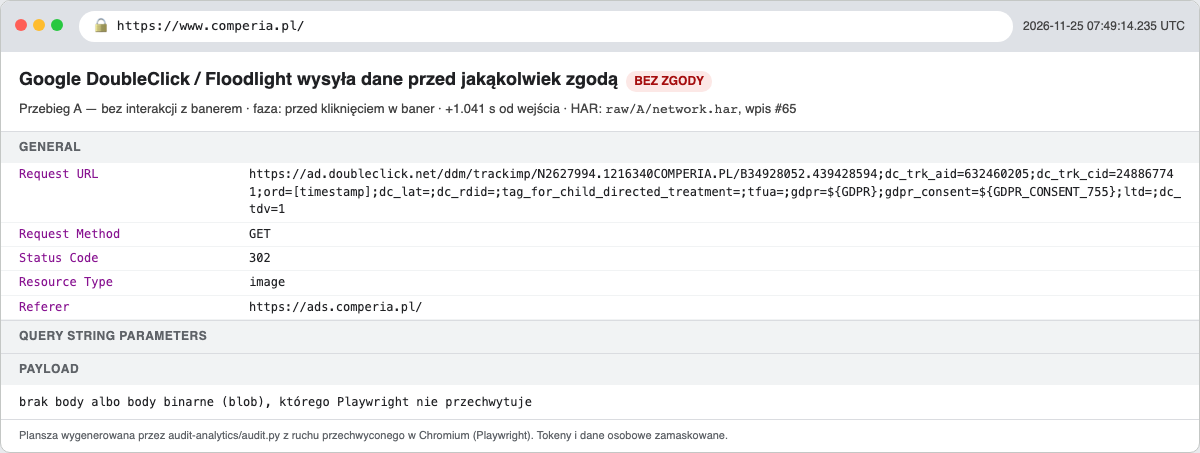 https://www.comperia.pl/
2026-11-25 07:49:14.235 UTC
Google DoubleClick / Floodlight wysyła dane przed jakąkolwiek zgodą BEZ ZGODY
Przebieg A — bez interakcji z banerem · faza: przed kliknięciem w baner · +1.041 s od wejścia · HAR: raw/A/network.har, wpis #65
GENERAL
Request URL https://ad.doubleclick.net/ddm/trackimp/N2627994.1216340COMPERIA.PL/B34928052.439428594;dc_trk_aid=632460205;dc_trk_cid=24886774
1;ord=[timestamp];dc_lat=;dc_rdid=;tag_for_child_directed_treatment=;tfua=;gdpr=${GDPR};gdpr_consent=${GDPR_CONSENT_755};ltd=;dc_
tdv=1
Request Method GET
Status Code 302
Resource Type image
Referer https://ads.comperia.pl/
QUERY STRING PARAMETERS
PAYLOAD
brak body albo body binarne (blob), którego Playwright nie przechwytuje
Plansza wygenerowana przez audit-analytics/audit.py z ruchu przechwyconego w Chromium (Playwright). Tokeny i dane osobowe zamaskowane.